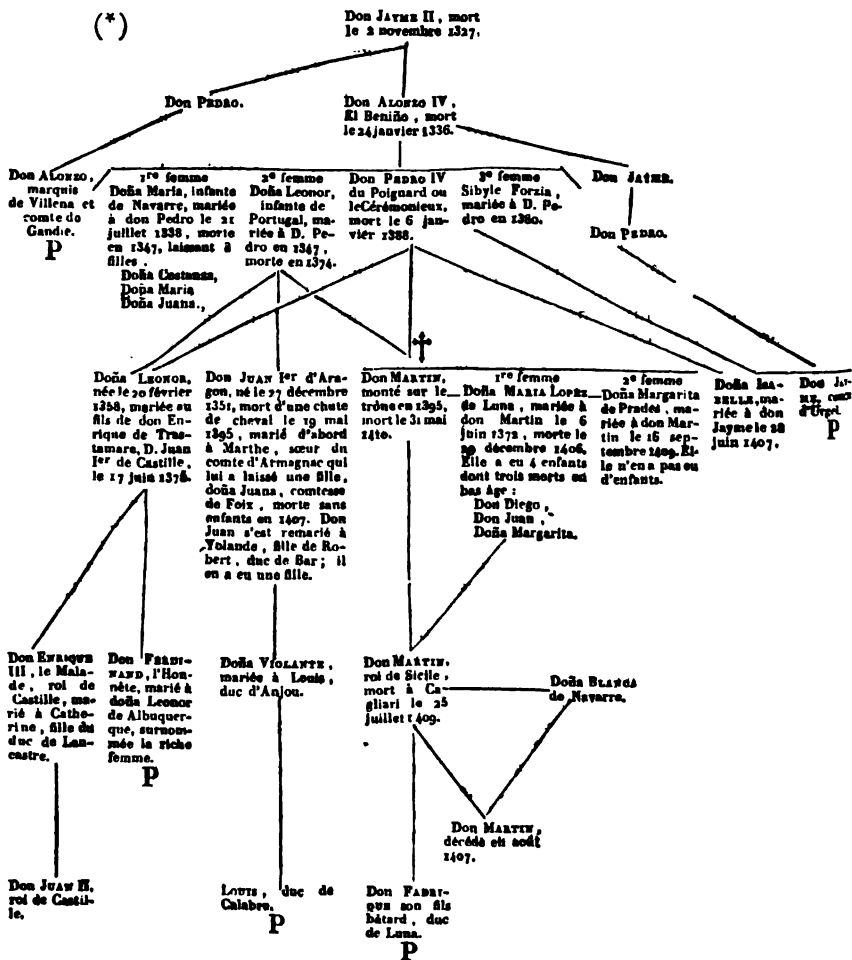 (*)
Don JAYME II, mort
le 2 novembre 1327.
Don PEDRO.
Don ALONZO IV,
El Beniño, mort
le 24 janvier 1336.
Don ALONZO,
marquis
de Villena et
comte de
Gandie.
P
1re femme
Doña Maria, infante
de Navarre, mariée
à don Pedro le 21
juillet 1338, morte
en 1347, laissant 3
filles.
Doña Costanza,
Doña Maria
Doña Juana.,
2e femme
Doña Leonor,
infante de
Portugal, ma-
riée à D. Pe-
dro en 1347,
morte en 1374.
Don PEDRO IV
du Poignard ou
le Cérémonieux,
mort le 6 jan-
vier 1388.
3e femme
Sibyle Forzia,
mariée à D. Pe-
dro en 1380.
Don JAYME.
Don PEDRO.
Doña LEONOR,
née le 20 février
1358, mariée au
fils de don En-
rique de Tras-
tamare, D. Juan
Ier de Castille,
le 17 juin 1375.
Don JUAN Ier d'Ara-
gon, né le 27 décembre
1351, mort d'une chute
de cheval le 19 mai
1395, marié d'abord
à Marthe, sœur du
comte d'Armagnac qui
lui a laissé une fille,
doña Juana, comtesse
de Foix, morte sans
enfants en 1407. Don
Juan s'est remarié à
Yolande, fille de Ro-
bert, duc de Bar; il
en a eu une fille.
Don MARTIN,
monté sur le
trône en 1395,
mort le 31 mai
1410.
1re femme
Doña MARIA LOPEZ
de Luna, mariée à
don Martin le 6
juin 1372, morte le
29 décembre 1406.
Elle a eu 4 enfants
dont trois morts en
bas âge:
Don Diego,
Don Juan,
Doña Margarita.
2e femme
Doña Margarita
de Prades, ma-
riée à don Mar-
tin le 16 sep-
tembre 1409. El-
le n'en a pas eu
d'enfants.
Doña ISA-
BELLE, ma-
riée à don
Jayme le 28
juin 1407.
Don JAY-
ME, comte
d'Urgel.
P
Don ENRIQUE
III, le Mala-
de, roi de
Castille, ma-
rié à Cathe-
rine, fille du
duc de Lan-
castre.
Don FERDI-
NAND, l'Hon-
nête, marié à
doña Leonor
de Albuquer-
que, surnom-
mée la riche
femme.
P
Doña VIOLANTE,
mariée à Louis,
duc d'Anjou.
Don MARTIN,
roi de Sicile,
mort à Ca-
gliari le 25
juillet 1409.
Doña BLANCA
de Navarre.
Don MARTIN,
décédé en août
1407.
Don JUAN II,
roi de Castil-
le.
LOUIS, duc de
Calabre.
P
Don FADRI-
QUE son fils
bâtard, duc
de Luna.
P